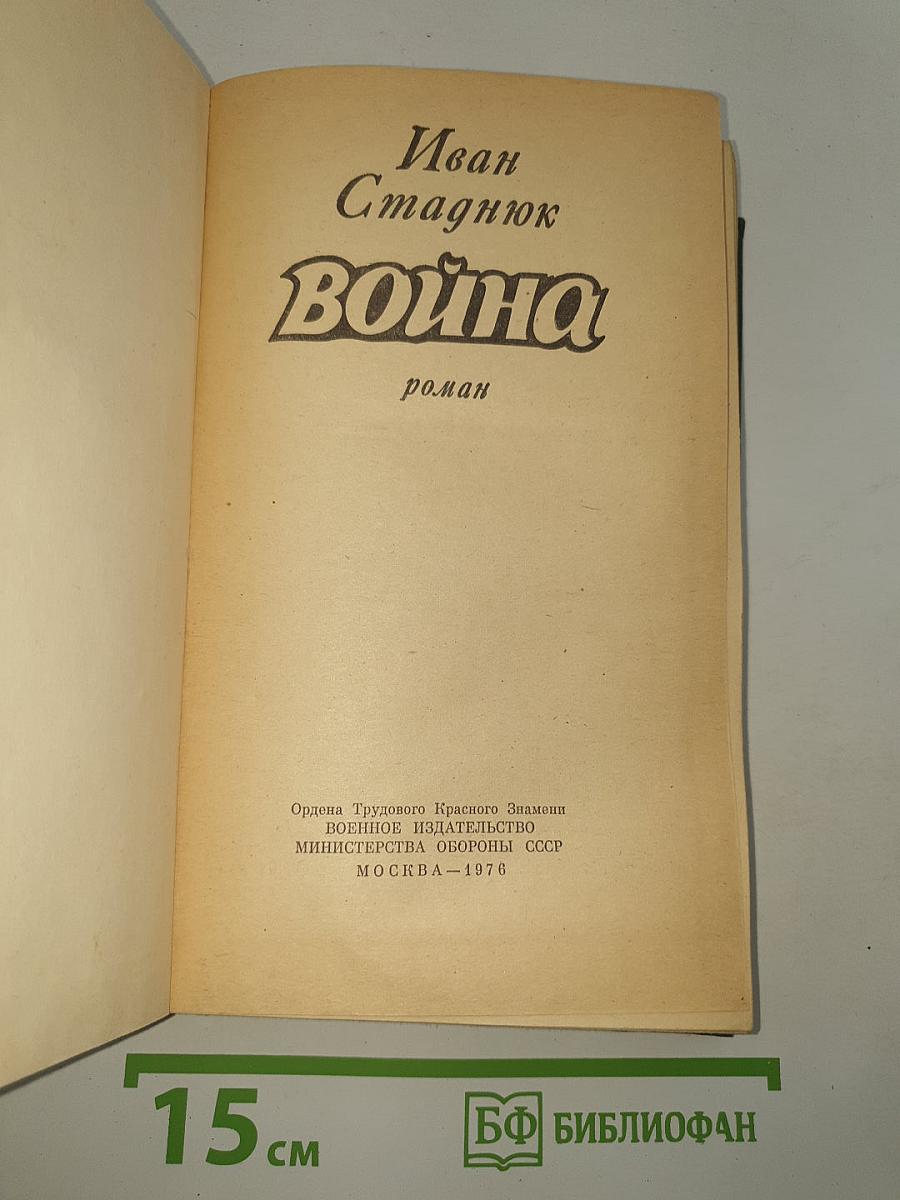 Иван
Стаднюк
война
роман
Ордена Трудового Красного Знамени
ВОЕННОЕ ИЗДАТЕЛЬСТВО
МИНИСТЕРСТВА ОБОРОНЫ СССР
МОСКВА—1976
15 см
БФ БИБЛИОФАН